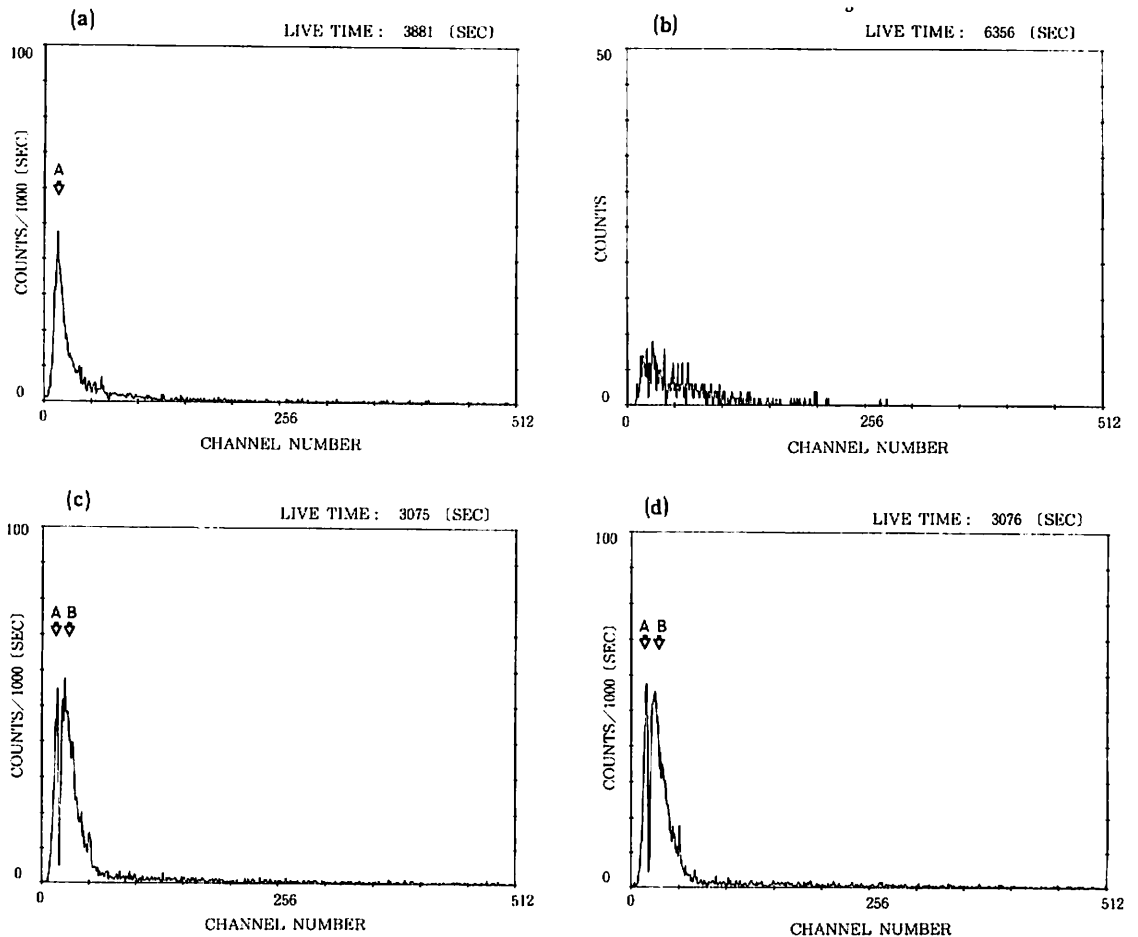 (a)
LIVE TIME : 3881 (SEC)
100
A
COUNTS/1000 (SEC)
0
0
256
512
CHANNEL NUMBER
(b)
LIVE TIME : 6356 (SEC)
50
COUNTS
0
0
256
512
CHANNEL NUMBER
(c)
LIVE TIME : 3075 (SEC)
100
A B
COUNTS/1000 (SEC)
0
0
256
512
CHANNEL NUMBER
(d)
LIVE TIME : 3076 (SEC)
100
A B
COUNTS/1000 (SEC)
0
0
256
512
CHANNEL NUMBER